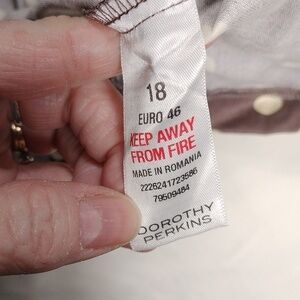 18
EURO 46
KEEP AWAY
FROM FIRE
MADE IN ROMANIA
2226241723586
79509484
DOROTHY
PERKINS